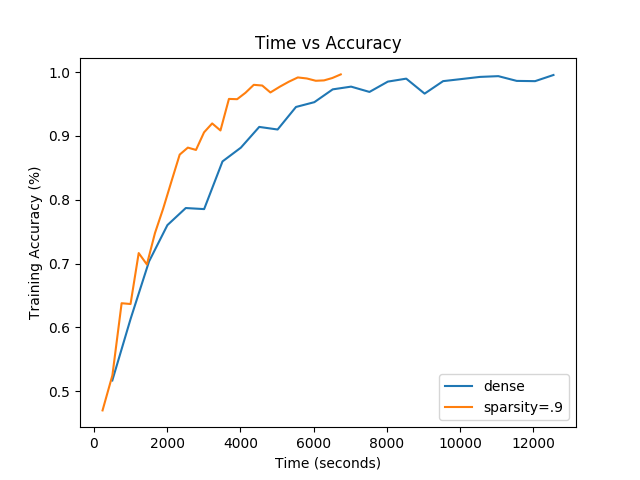 Time vs Accuracy
Training Accuracy (%)
1.0
0.9
0.8
0.7
0.6
0.5
0 2000 4000 6000 8000 10000 12000
Time (seconds)
dense
sparsity=.9